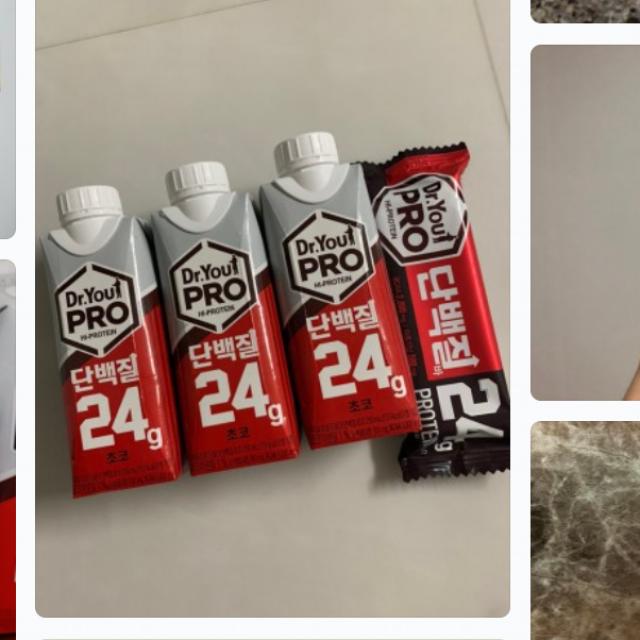 Dr.You
PRO
HI-PROTEIN
단백질
24g
초코
Dr.You
PRO
HI-PROTEIN
단백질
24g
초코
Dr.You
PRO
HI-PROTEIN
단백질
24g
초코
Dr.You
PRO
HI-PROTEIN
단백질바
24g
PROTEIN